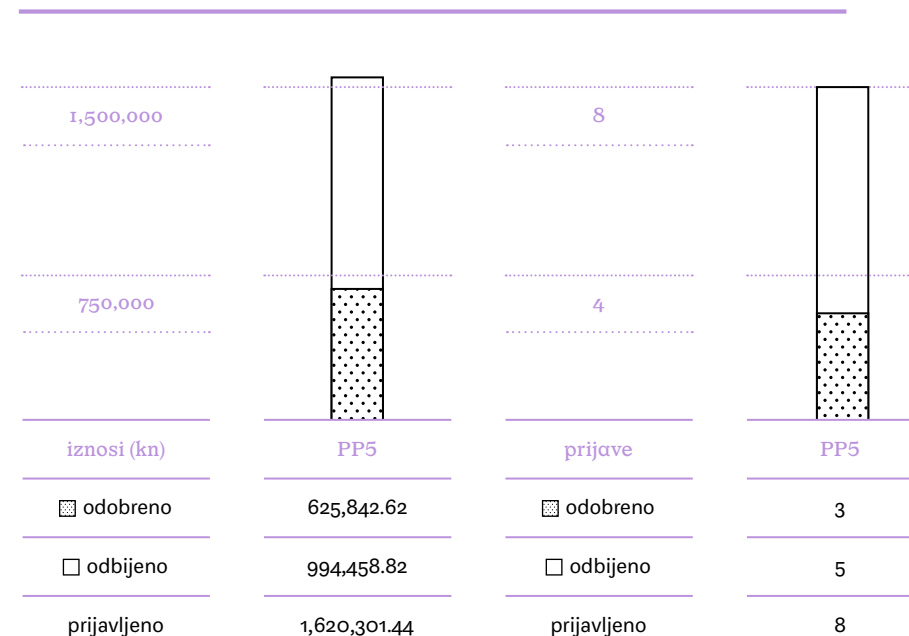 1,500,000 8
750,000 4
iznosi (kn) PP5 prijave PP5
odobreno 625,842.62 odobreno 3
odbijeno 994,458.82 odbijeno 5
prijavljeno 1,620,301.44 prijavljeno 8